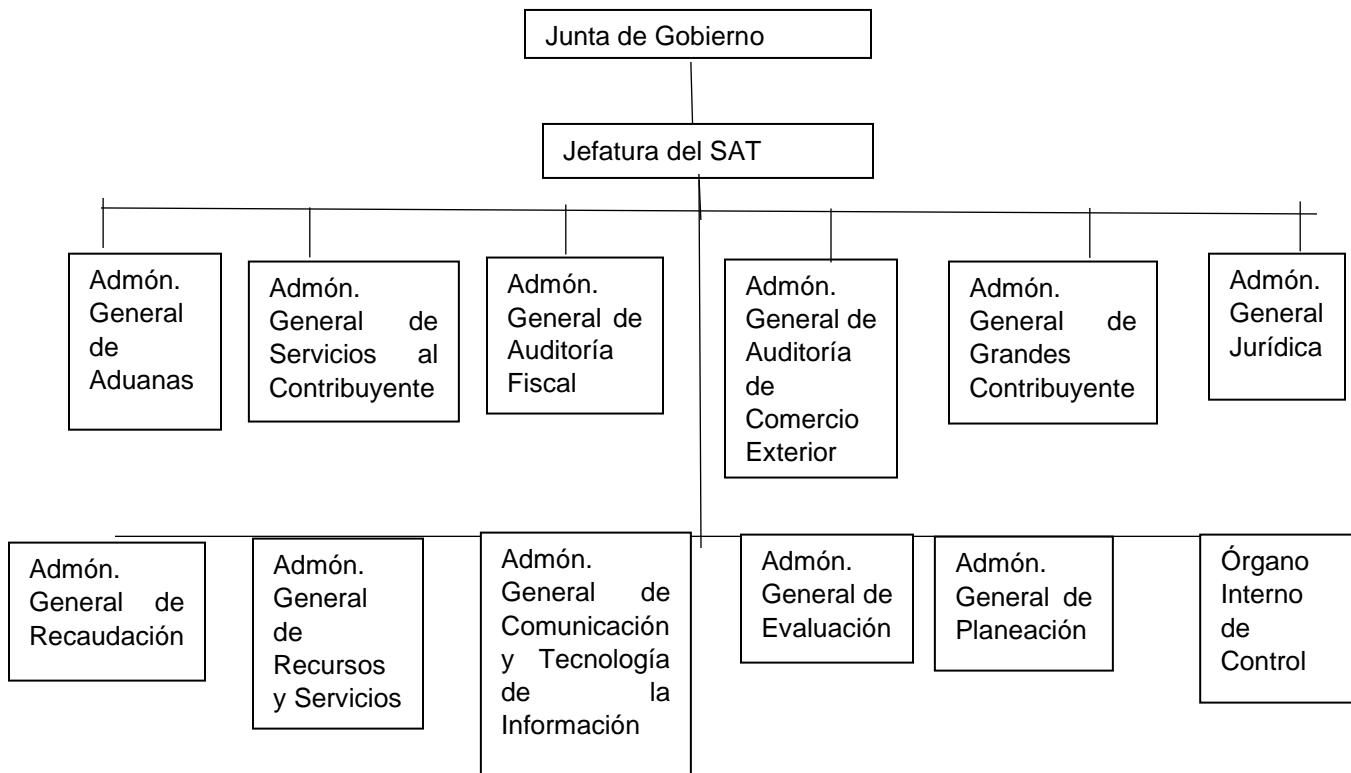 Junta de Gobierno
Jefatura del SAT
Admón.
General
de
Aduanas
Admón.
General de
Servicios al
Contribuyente
Admón.
General de
Auditoría
Fiscal
Admón.
General de
Auditoría
de
Comercio
Exterior
Admón.
General de
Grandes
Contribuyente
Admón.
General
Jurídica
Admón.
General de
Recaudación
Admón.
General
de
Recursos
y Servicios
Admón.
General de
Comunicación
y Tecnología
de la
Información
Admón.
General de
Evaluación
Admón.
General de
Planeación
Órgano
Interno
de
Control